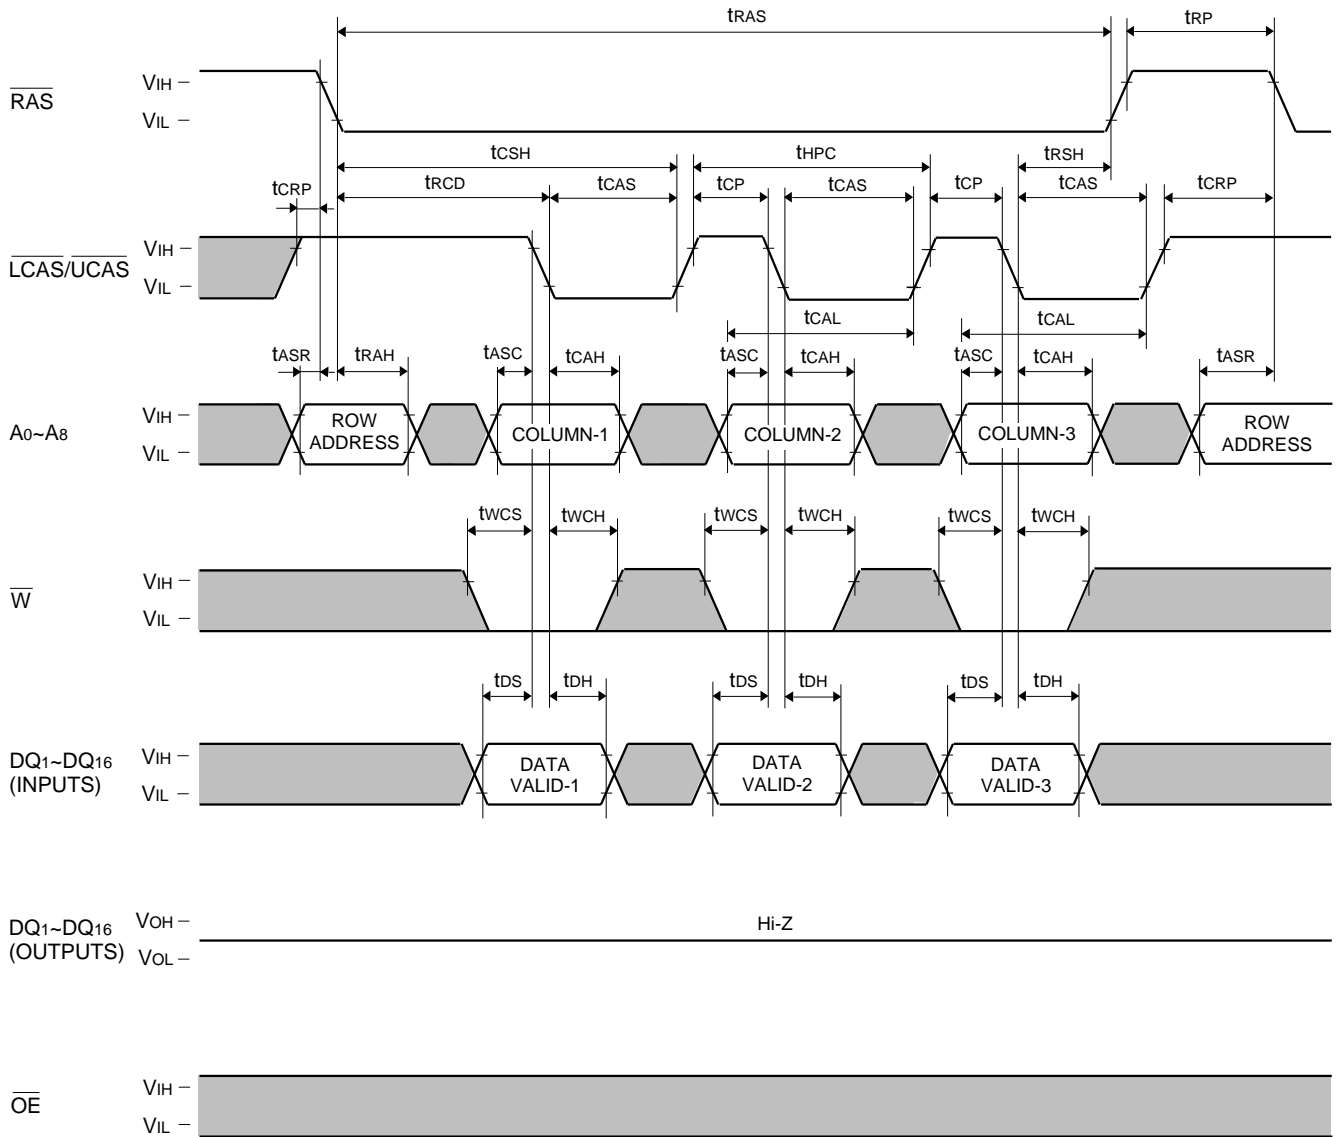 tRAS
tRP
RAS
VIH –
VIL –
tCSH
tHPC
tRSH
tCRP
tRCD
tCAS
tCP
tCAS
tCP
tCAS
tCRP
LCAS/UCAS
VIH –
VIL –
tCAL
tCAL
tASR
tRAH
tASC
tCAH
tASC
tCAH
tASC
tCAH
tASR
A0~A8
VIH –
VIL –
ROW
ADDRESS
COLUMN-1
COLUMN-2
COLUMN-3
ROW
ADDRESS
tWCS
tWCH
tWCS
tWCH
tWCS
tWCH
W
VIH –
VIL –
tDS
tDH
tDS
tDH
tDS
tDH
DQ1~DQ16
(INPUTS)
VIH –
VIL –
DATA
VALID-1
DATA
VALID-2
DATA
VALID-3
DQ1~DQ16
(OUTPUTS)
VOH –
VOL –
Hi-Z
OE
VIH –
VIL –